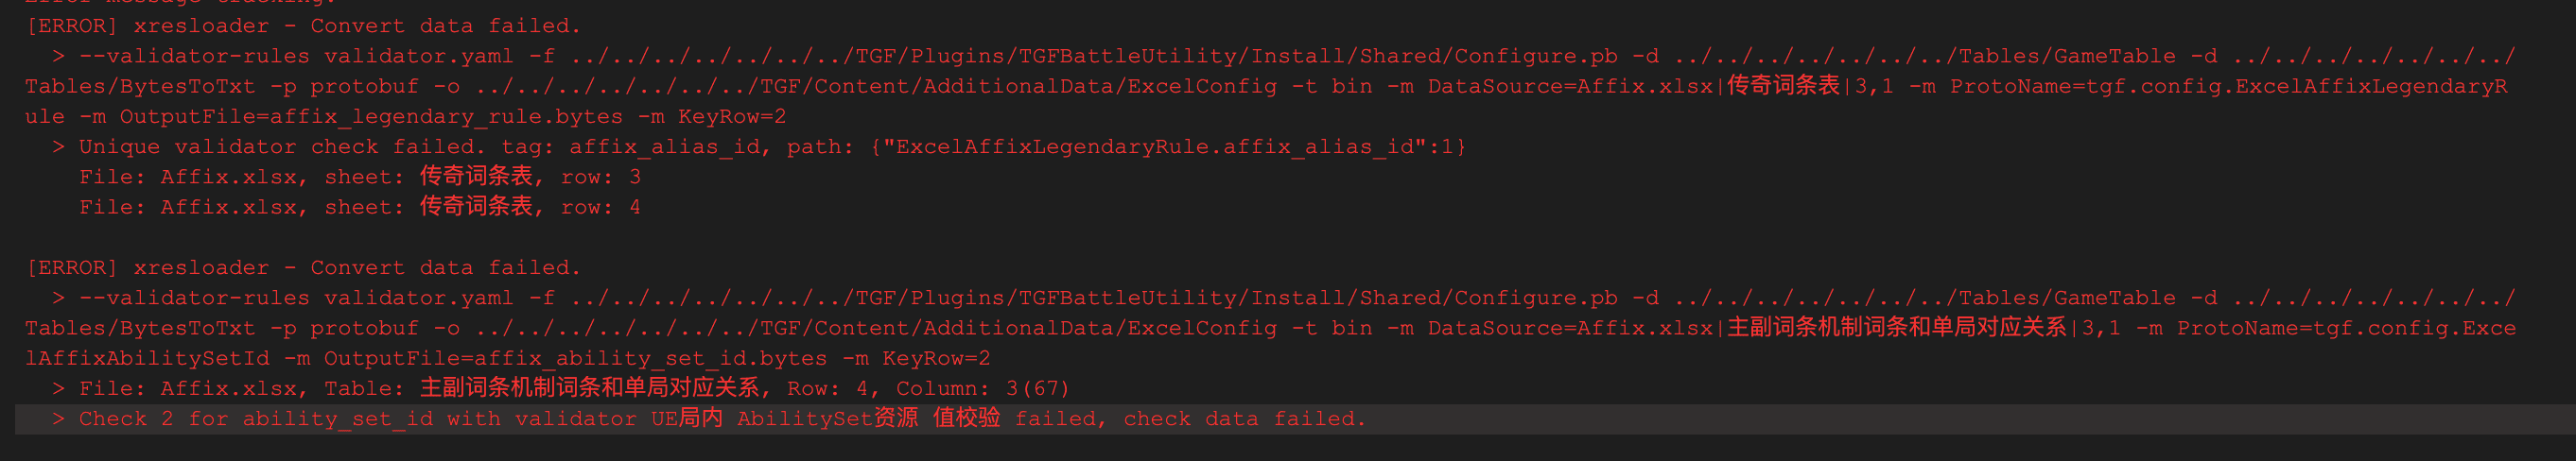 Error message tracking:
[ERROR] xresloader - Convert data failed.
> --validator-rules validator.yaml -f ../../../../../../../TGF/Plugins/TGFBattleUtility/Install/Shared/Configure.pb -d ../../../../../../../Tables/GameTable -d ../../../../../../../
Tables/BytesToTxt -p protobuf -o ../../../../../../../TGF/Content/AdditionalData/ExcelConfig -t bin -m DataSource=Affix.xlsx|传奇词条表|3,1 -m ProtoName=tgf.config.ExcelAffixLegendaryR
ule -m OutputFile=affix_legendary_rule.bytes -m KeyRow=2
> Unique validator check failed. tag: affix_alias_id, path: {"ExcelAffixLegendaryRule.affix_alias_id":1}
File: Affix.xlsx, sheet: 传奇词条表, row: 3
File: Affix.xlsx, sheet: 传奇词条表, row: 4
[ERROR] xresloader - Convert data failed.
> --validator-rules validator.yaml -f ../../../../../../../TGF/Plugins/TGFBattleUtility/Install/Shared/Configure.pb -d ../../../../../../../Tables/GameTable -d ../../../../../../../
Tables/BytesToTxt -p protobuf -o ../../../../../../../TGF/Content/AdditionalData/ExcelConfig -t bin -m DataSource=Affix.xlsx|主副词条机制词条和单局对应关系|3,1 -m ProtoName=tgf.config.Exce
lAffixAbilitySetId -m OutputFile=affix_ability_set_id.bytes -m KeyRow=2
> File: Affix.xlsx, Table: 主副词条机制词条和单局对应关系, Row: 4, Column: 3(67)
> Check 2 for ability_set_id with validator UE局内 AbilitySet资源 值校验 failed, check data failed.